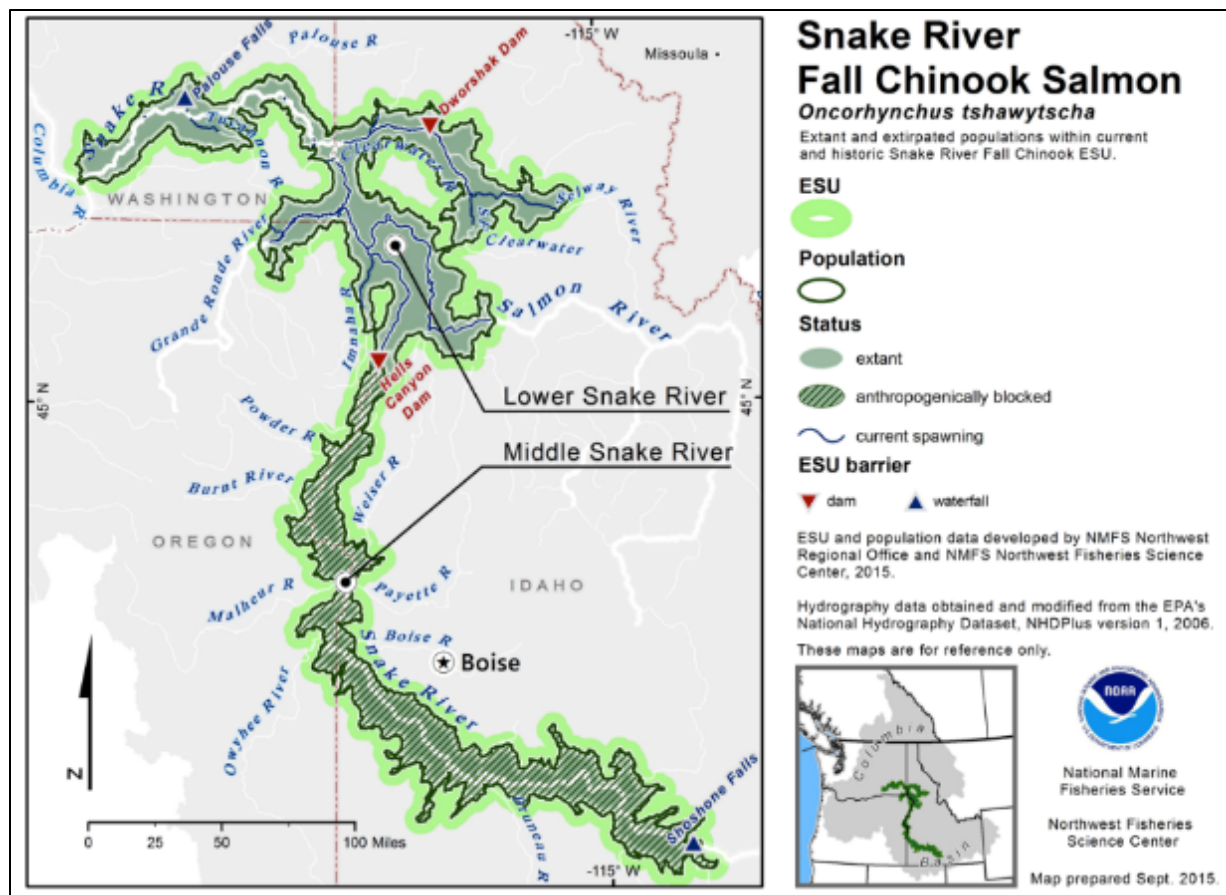 Snake River
Fall Chinook Salmon
Oncorhynchus tshawytscha
Extant and extirpated populations within current
and historic Snake River Fall Chinook ESU.
ESU
Population
Status
extant
anthropogenically blocked
current spawning
ESU barrier
dam
waterfall
ESU and population data developed by NMFS Northwest
Regional Office and NMFS Northwest Fisheries Science
Center, 2015.
Hydrography data obtained and modified from the EPA's
National Hydrography Dataset, NHDPlus version 1, 2006.
These maps are for reference only.
Columbia
Basin
NOAA
National Marine
Fisheries Service
Northwest Fisheries
Science Center
Map prepared Sept. 2015.
-115° W
Missoula
Palouse R
Palouse Falls
Snake R
Dworshak Dam
Tucannon R
Clearwater R
Columbia R
WASHINGTON
Selway
River
SF
Clearwater
Grande Ronde River
Imnaha R
Salmon River
Hells
Canyon
Dam
45° N
45° N
Lower Snake River
Middle Snake River
Powder R
Burnt River
Weiser R
OREGON
IDAHO
Malheur R
Payette R
Boise R
Boise
Snake River
Owyhee River
Bruneau R
Shoshone Falls
N
0 25 50 100 Miles
-115° W